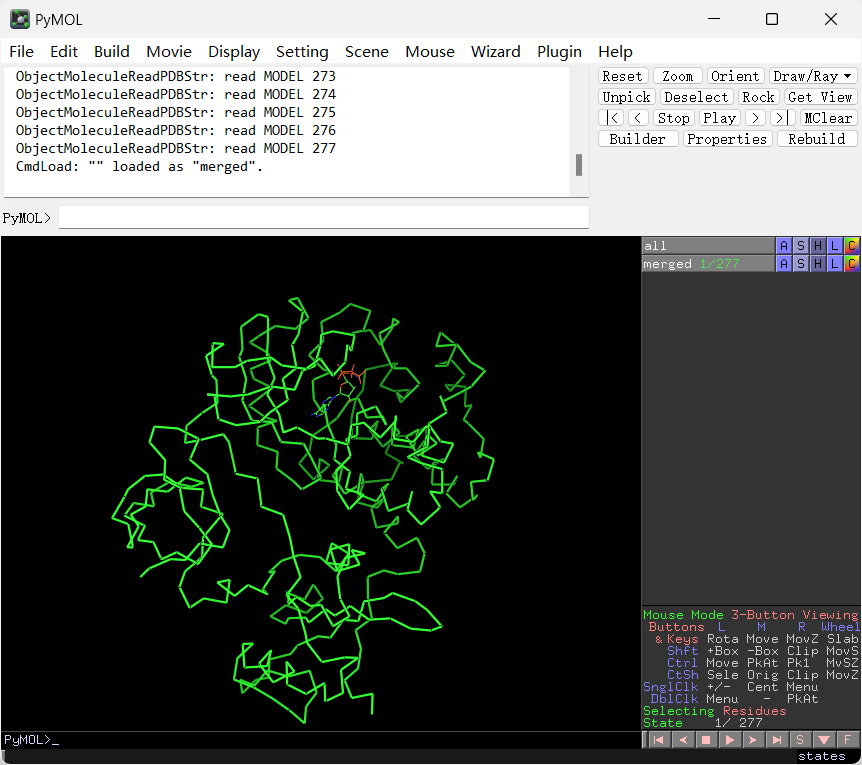 PyMOL
File Edit Build Movie Display Setting Scene Mouse Wizard Plugin Help
ObjectMoleculeReadPDBStr: read MODEL 273
ObjectMoleculeReadPDBStr: read MODEL 274
ObjectMoleculeReadPDBStr: read MODEL 275
ObjectMoleculeReadPDBStr: read MODEL 276
ObjectMoleculeReadPDBStr: read MODEL 277
CmdLoad: "" loaded as "merged".
Reset Zoom Orient Draw/Ray
Unpick Deselect Rock Get View
|< < Stop Play > >| MClear
Builder Properties Rebuild
PyMOL>
all A S H L C
merged 1/277 A S H L C
Mouse Mode 3-Button Viewing
Buttons L M R Wheel
& Keys Rota Move MovZ Slab
Shft +Box -Box Clip MovS
Ctrl Move PkAt Pk1 MvSZ
CtSh Sele Orig Clip MovZ
SnglClk +/- Cent Menu
DblClk Menu - PkAt
Selecting Residues
State 1/ 277
PyMOL>_
S F
states